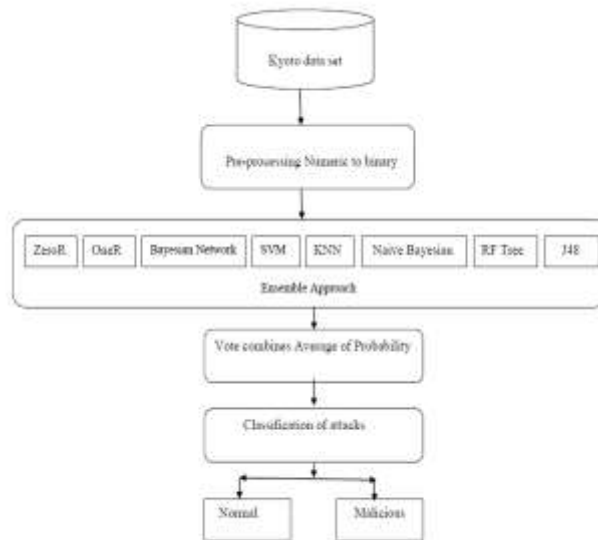 Kyoto data set
Pre-prossing Numeric to binary
ZeroR OneR Bayesian Network SVM KNN Naive Bayesian RF Tree J48
Ensemble Approach
Vote combines Average of Probability
Classification of attacks
Normal Malicious